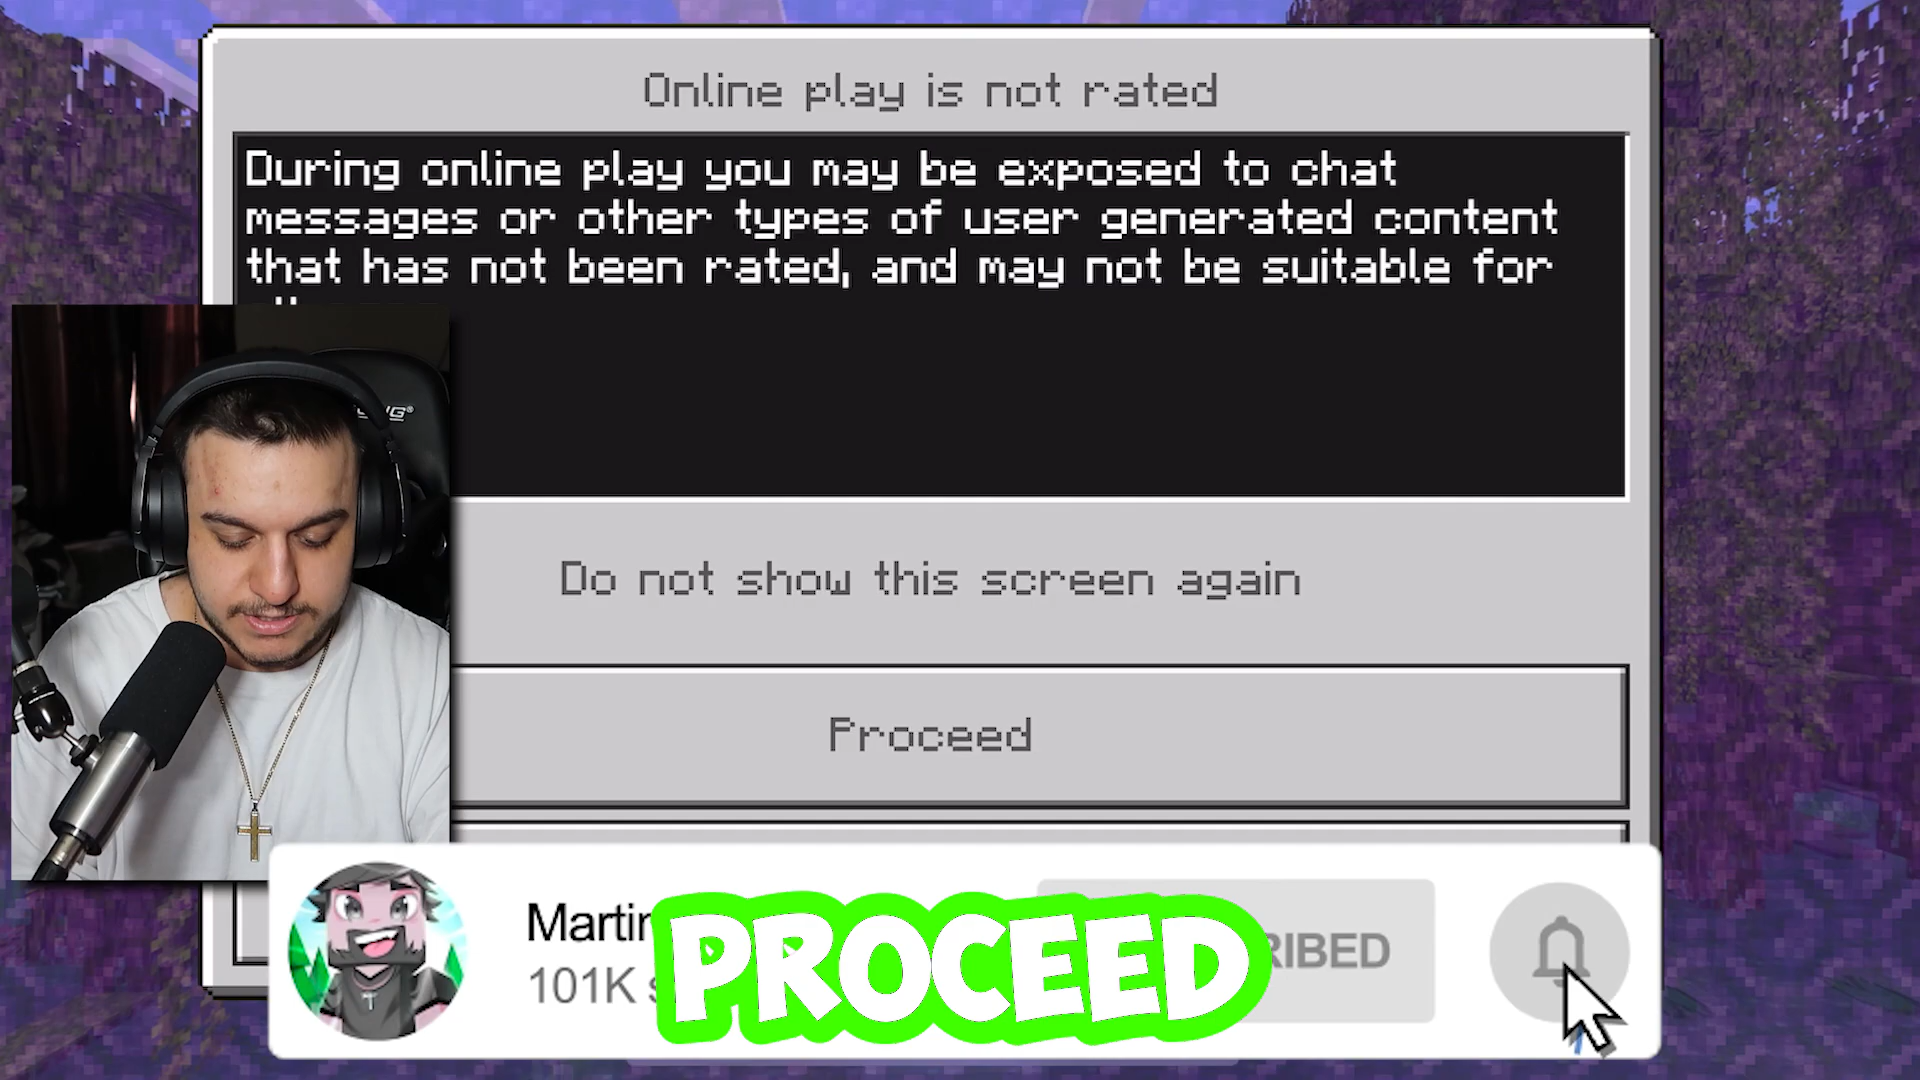 Online play is not rated
During online play you may be exposed to chat
messages or other types of user generated content
that has not been rated, and may not be suitable for
Do not show this screen again
Proceed
PROCEED
101K